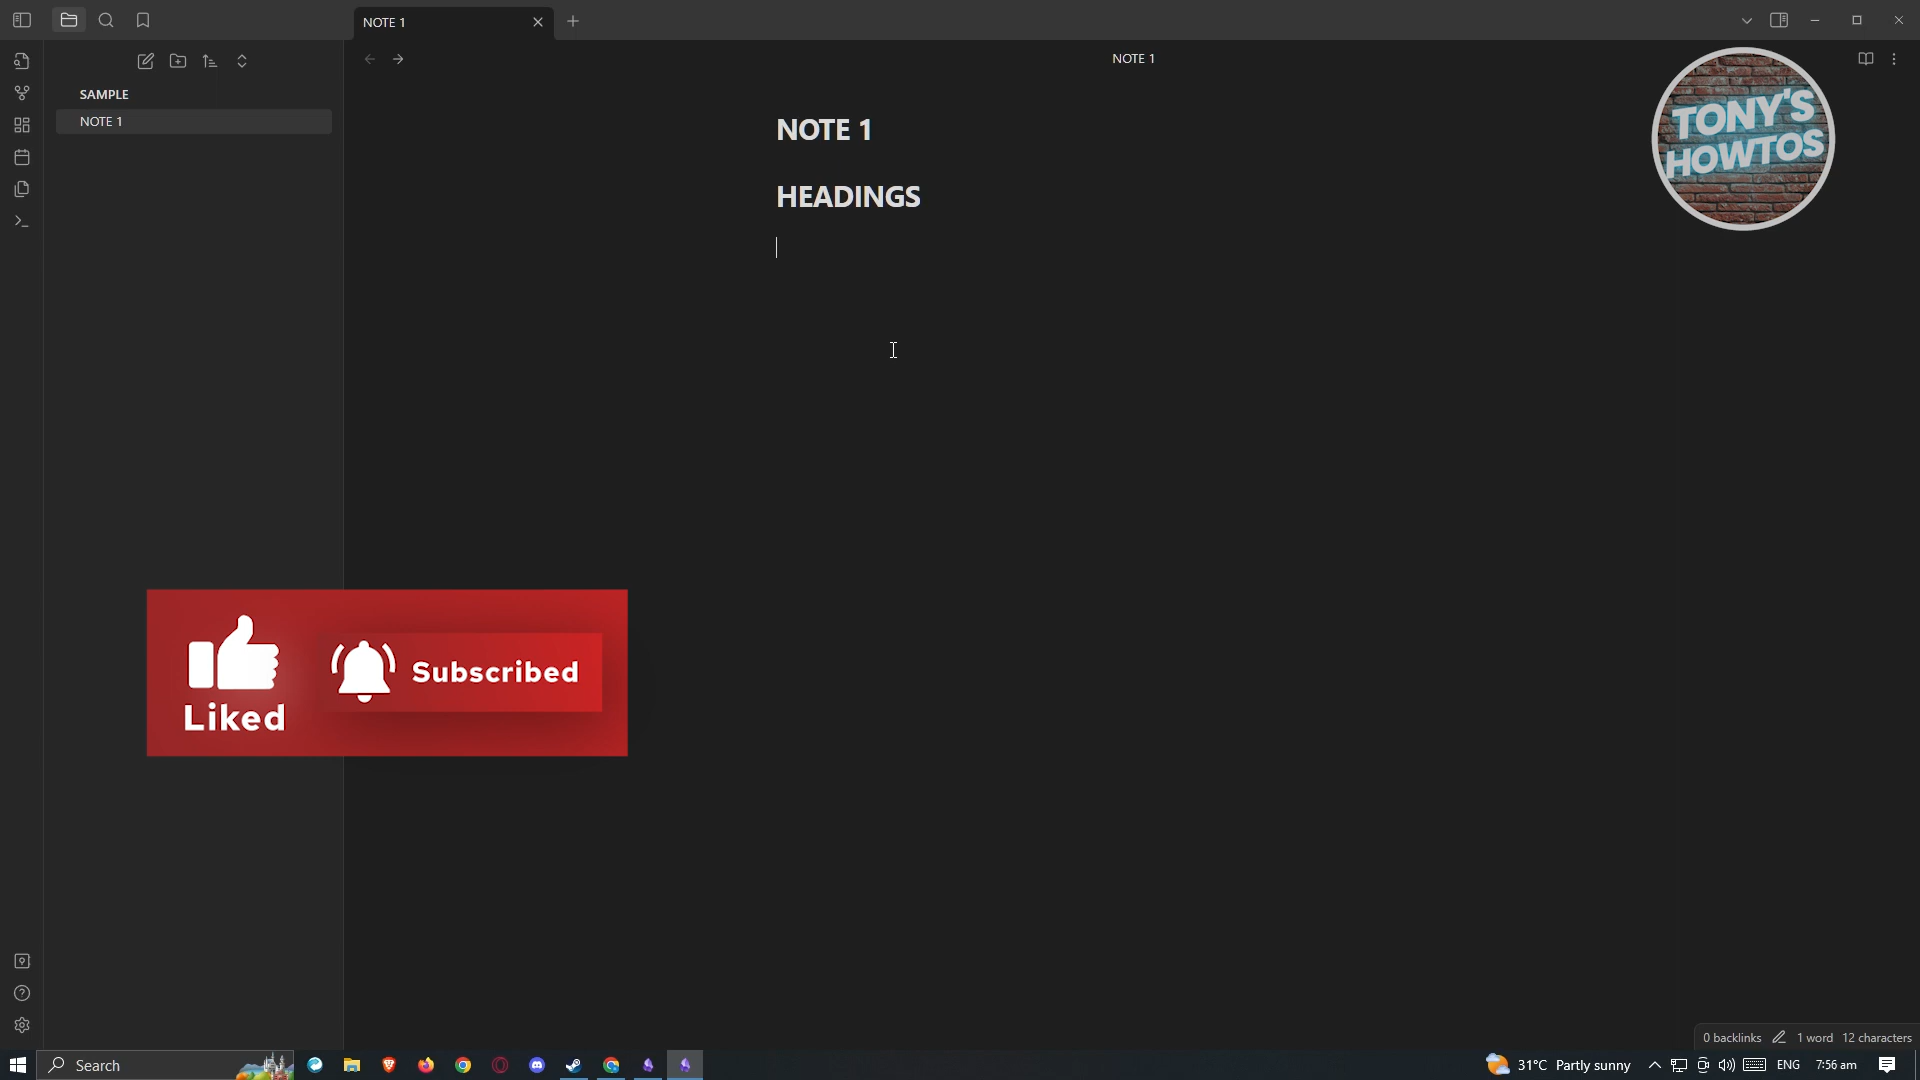 NOTE 1
NOTE 1
SAMPLE
NOTE 1
NOTE 1
HEADINGS
TONY'S
HOWTOS
Liked
Subscribed
0 backlinks
1 word
12 characters
Search
31°C Partly sunny
ENG
7:56 am